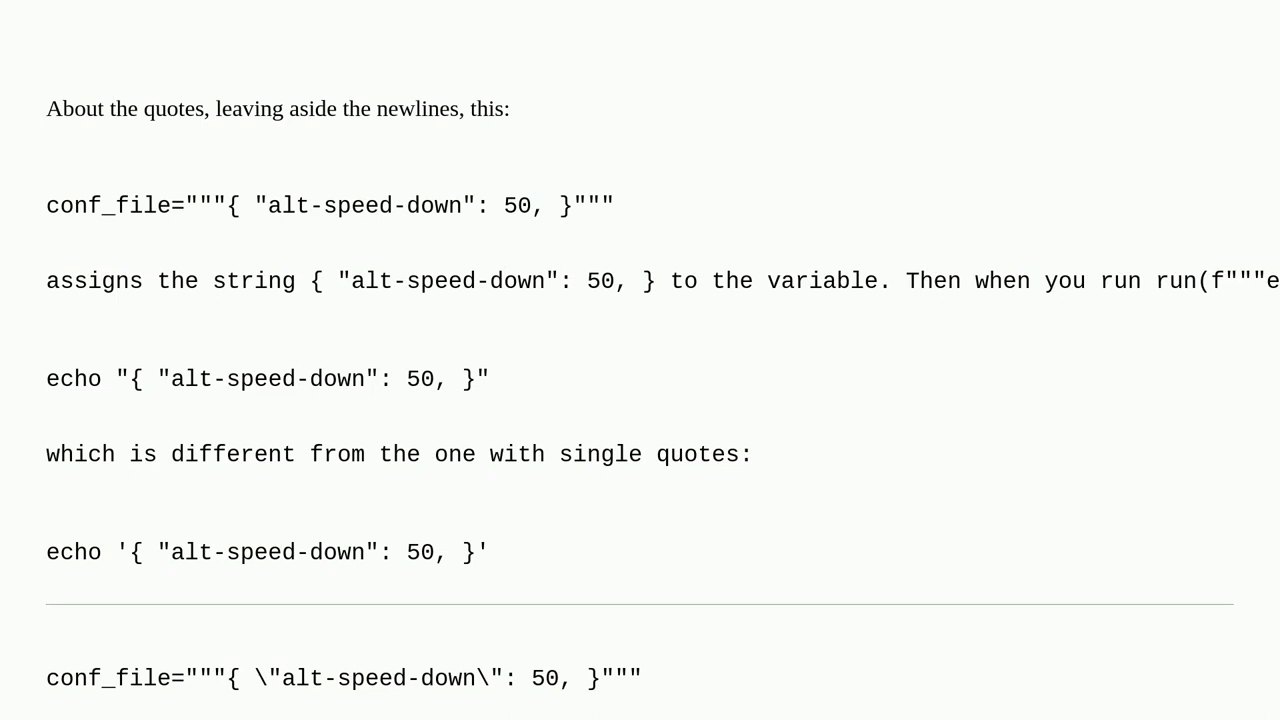 About the quotes, leaving aside the newlines, this:
conf_file="""{ "alt-speed-down": 50, }"""
assigns the string { "alt-speed-down": 50, } to the variable. Then when you run run(f"""e
echo "{ "alt-speed-down": 50, }"
which is different from the one with single quotes:
echo '{ "alt-speed-down": 50, }'
conf_file="""{ \"alt-speed-down\": 50, }"""